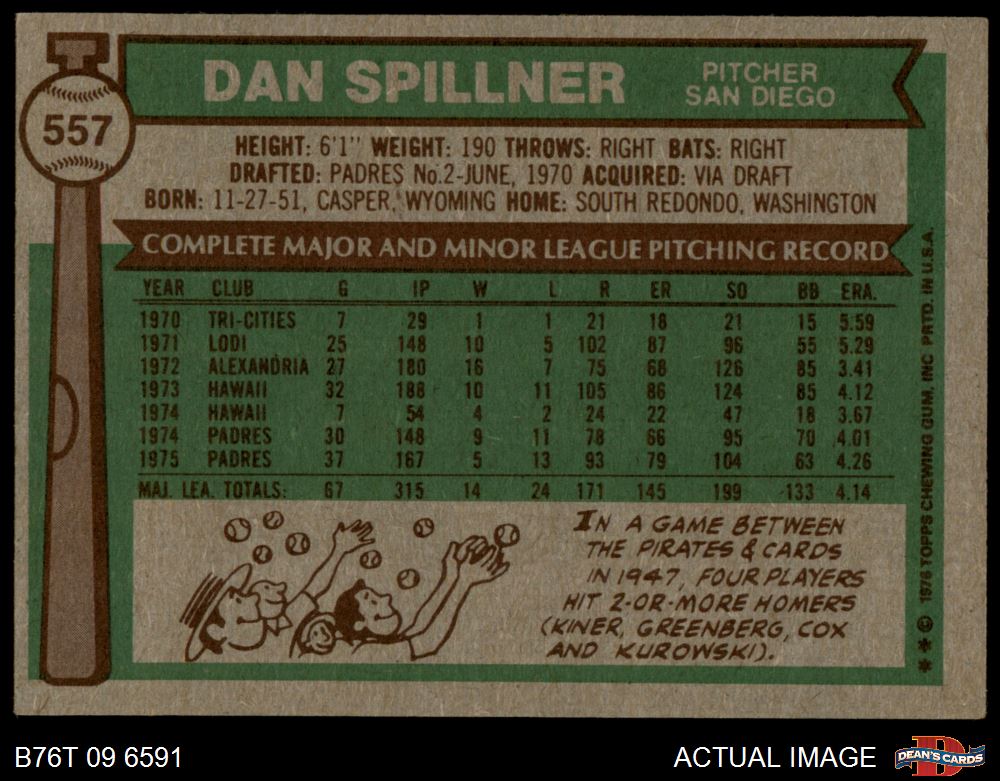 557
DAN SPILLNER
PITCHER
SAN DIEGO
HEIGHT: 6'1" WEIGHT: 190 THROWS: RIGHT BATS: RIGHT
DRAFTED: PADRES No.2-JUNE, 1970 ACQUIRED: VIA DRAFT
BORN: 11-27-51, CASPER, WYOMING HOME: SOUTH REDONDO, WASHINGTON
COMPLETE MAJOR AND MINOR LEAGUE PITCHING RECORD
YEAR CLUB G IP W L R ER SO BB ERA.
1970 TRI-CITIES 7 29 1 1 21 18 21 15 5.59
1971 LODI 25 148 10 5 102 87 96 55 5.29
1972 ALEXANDRIA 27 180 16 7 75 68 126 85 3.41
1973 HAWAII 32 188 10 11 105 86 124 85 4.12
1974 HAWAII 7 54 4 2 24 22 47 18 3.67
1974 PADRES 30 148 9 11 78 66 95 70 4.01
1975 PADRES 37 167 5 13 93 79 104 63 4.26
MAJ. LEA. TOTALS: 67 315 14 24 171 145 199 133 4.14
IN A GAME BETWEEN
THE PIRATES & CARDS
IN 1947, FOUR PLAYERS
HIT 2-OR-MORE HOMERS
(KINER, GREENBERG, COX
AND KUROWSKI).
* * © 1976 TOPPS CHEWING GUM, INC. PRTD. IN U.S.A.
B76T 09 6591
ACTUAL IMAGE
D
DEAN'S CARDS